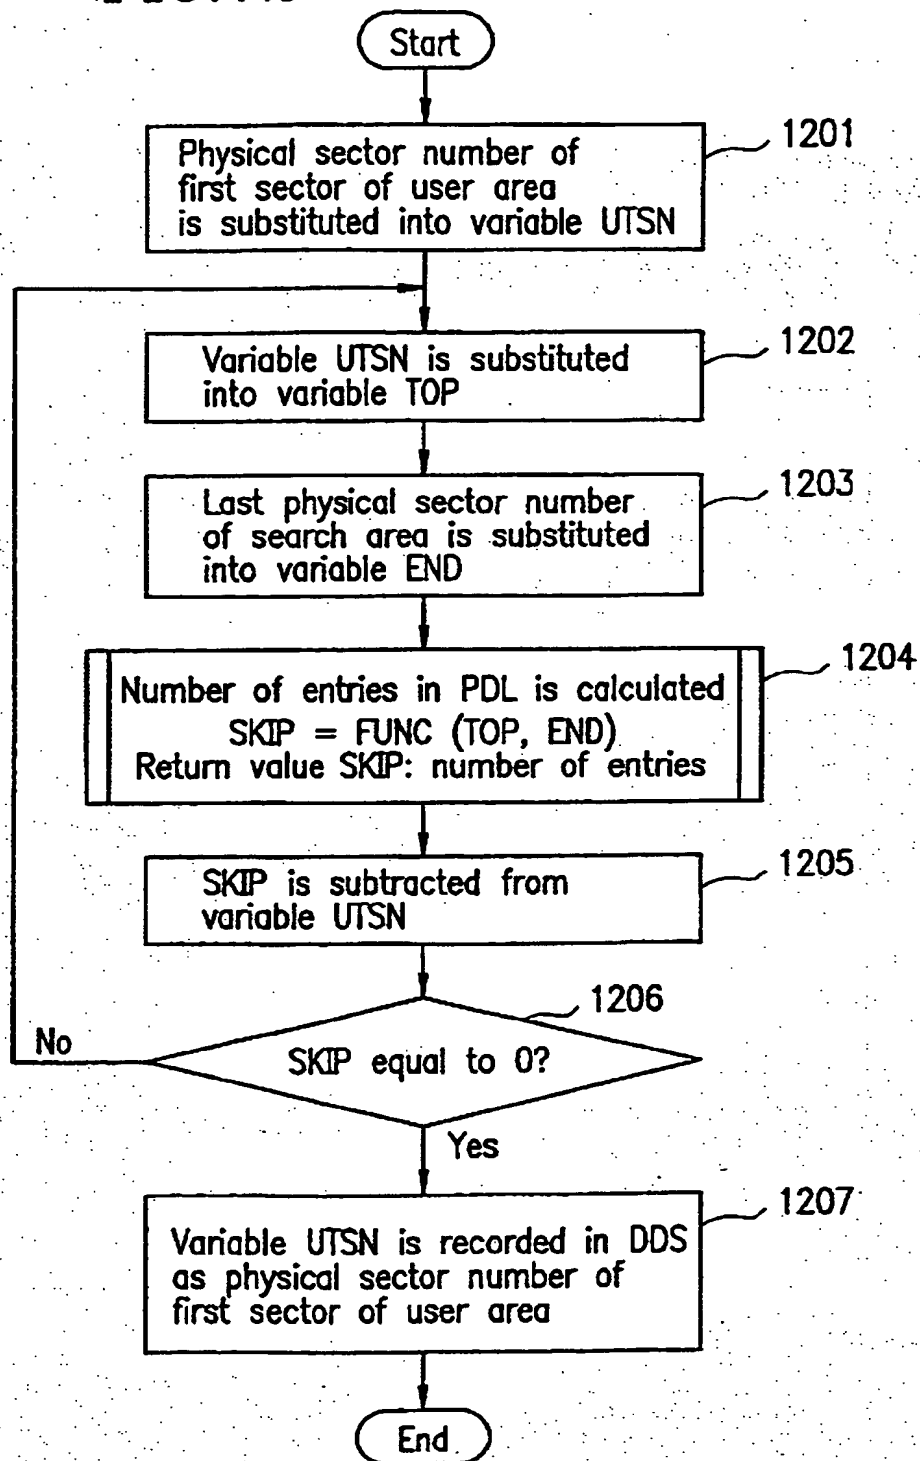 Start
1201
Physical sector number of
first sector of user area
is substituted into variable UTSN
1202
Variable UTSN is substituted
into variable TOP
1203
Last physical sector number
of search area is substituted
into variable END
1204
Number of entries in PDL is calculated
SKIP = FUNC (TOP, END)
Return value SKIP: number of entries
1205
SKIP is subtracted from
variable UTSN
1206
No
SKIP equal to 0?
Yes
1207
Variable UTSN is recorded in DDS
as physical sector number of
first sector of user area
End